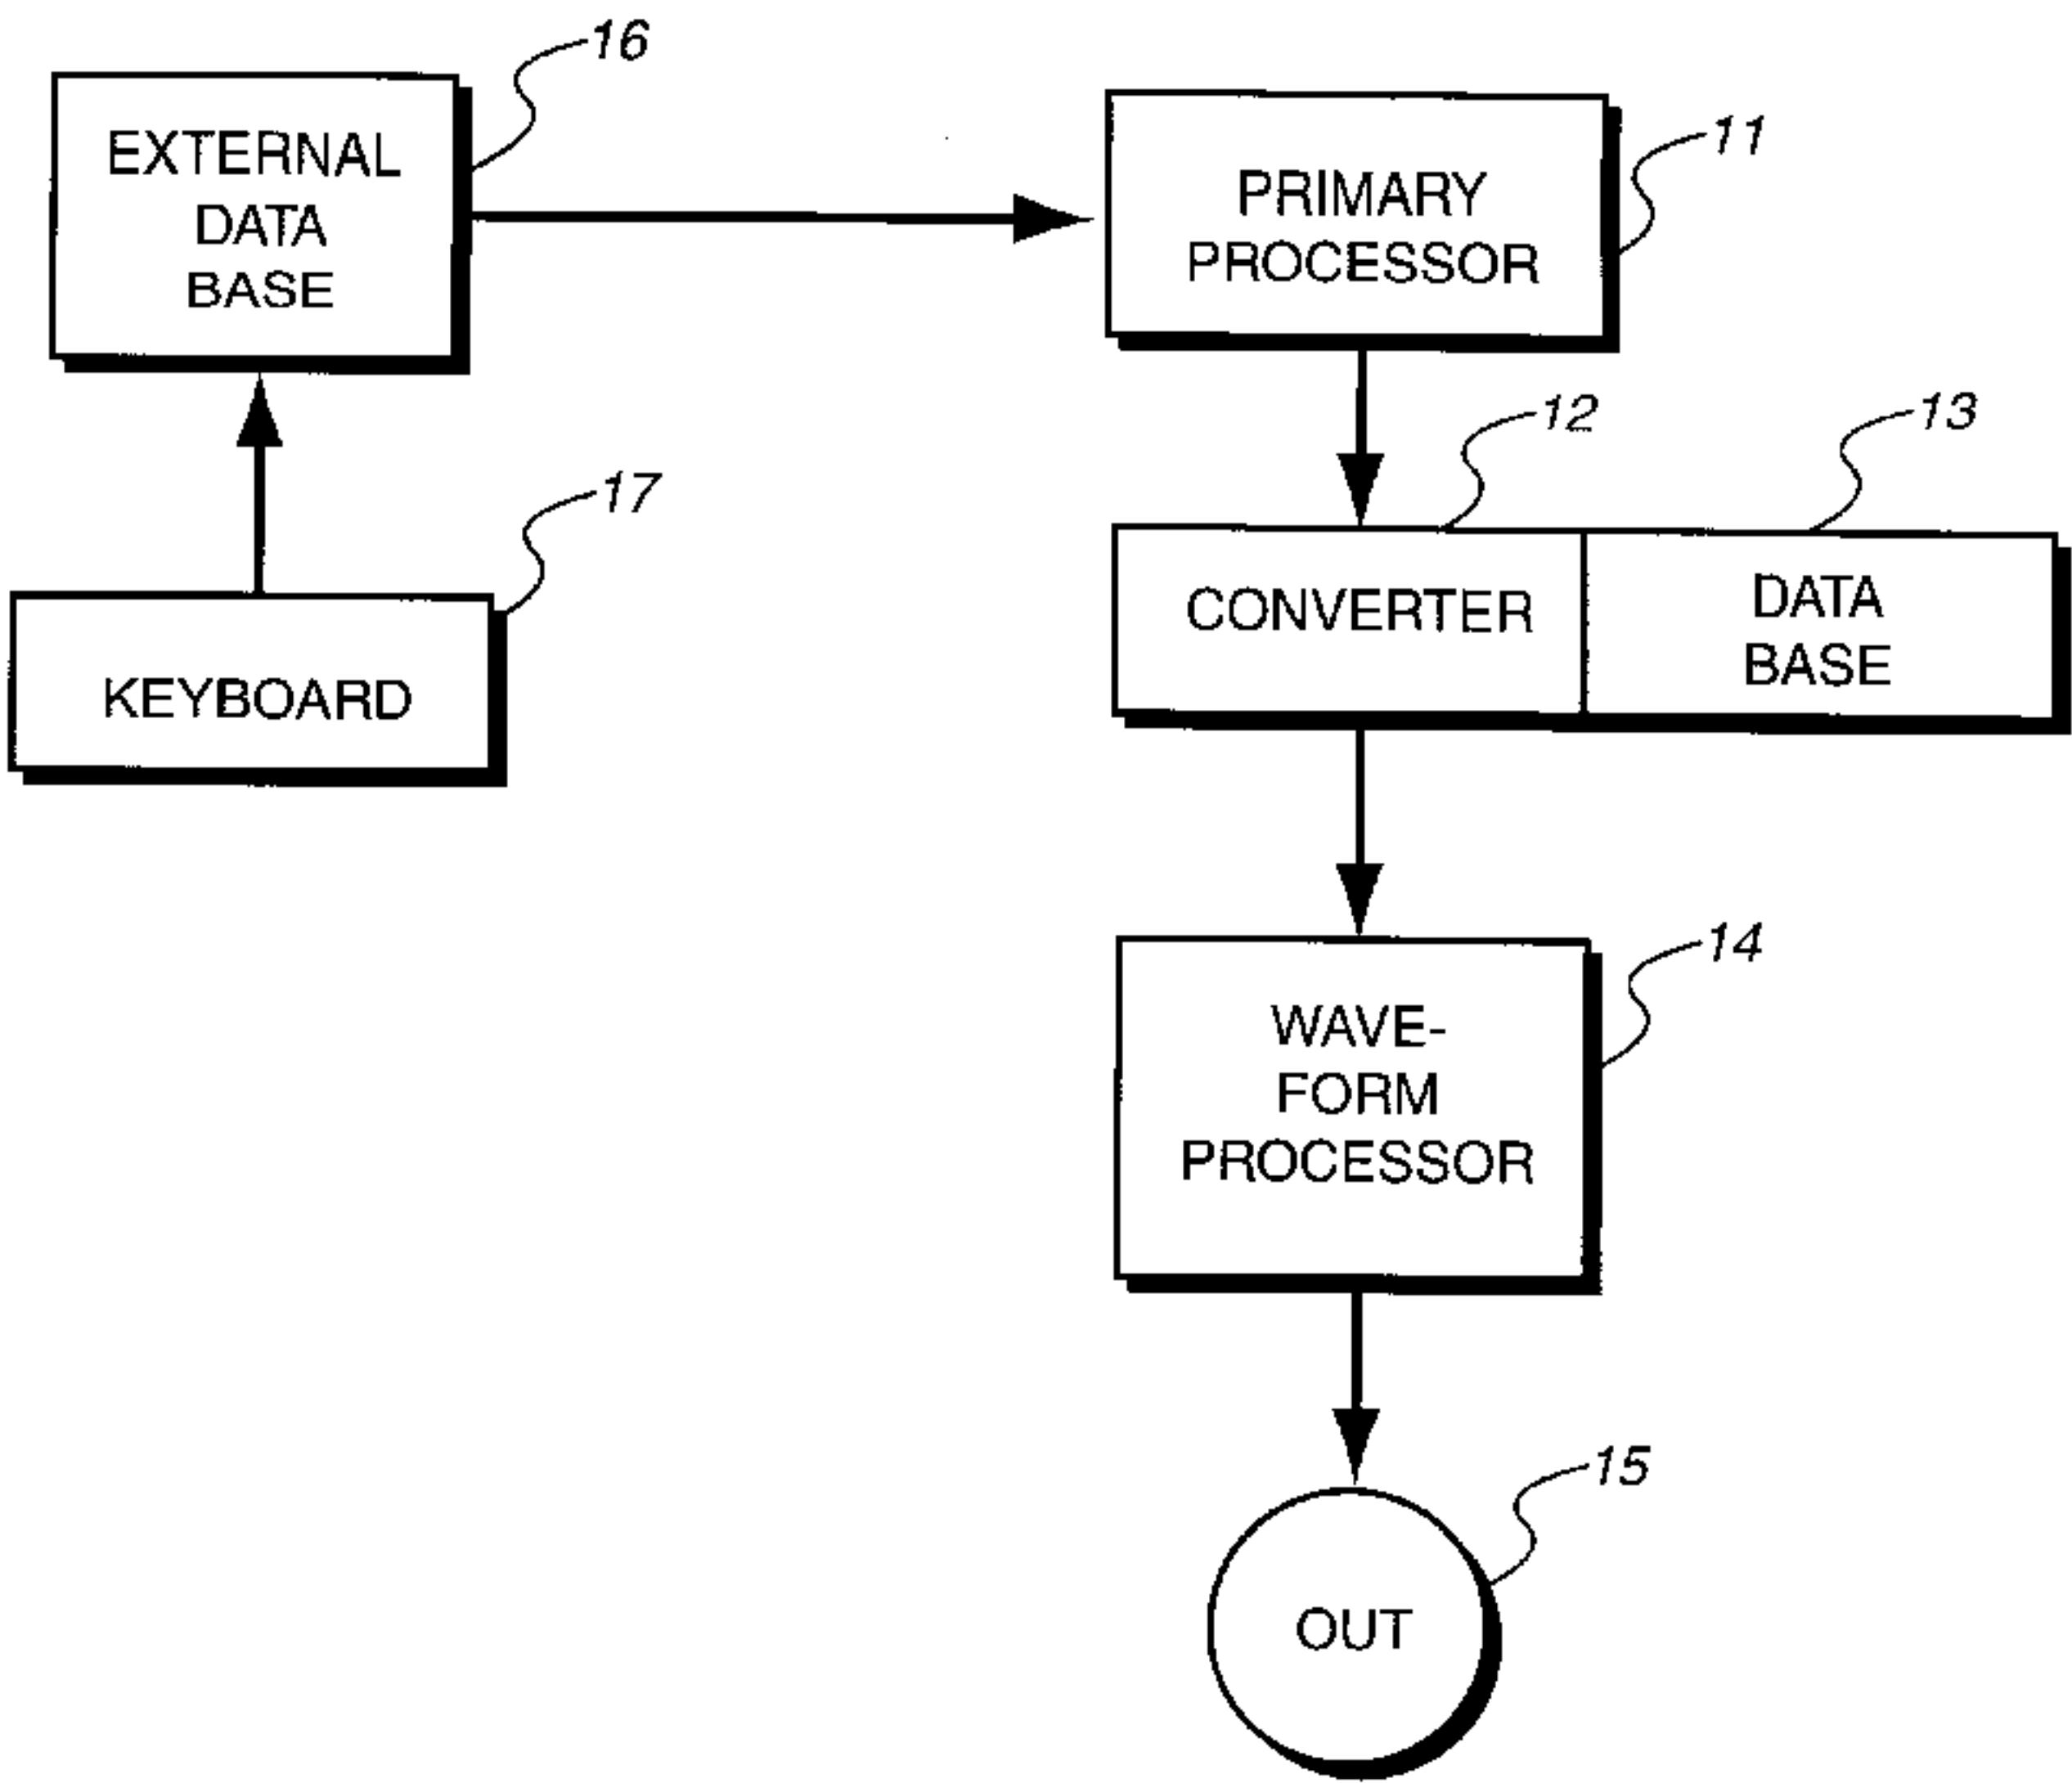 16
EXTERNAL
DATA
BASE
11
PRIMARY
PROCESSOR
17
KEYBOARD
12
CONVERTER
13
DATA
BASE
14
WAVE-
FORM
PROCESSOR
15
OUT